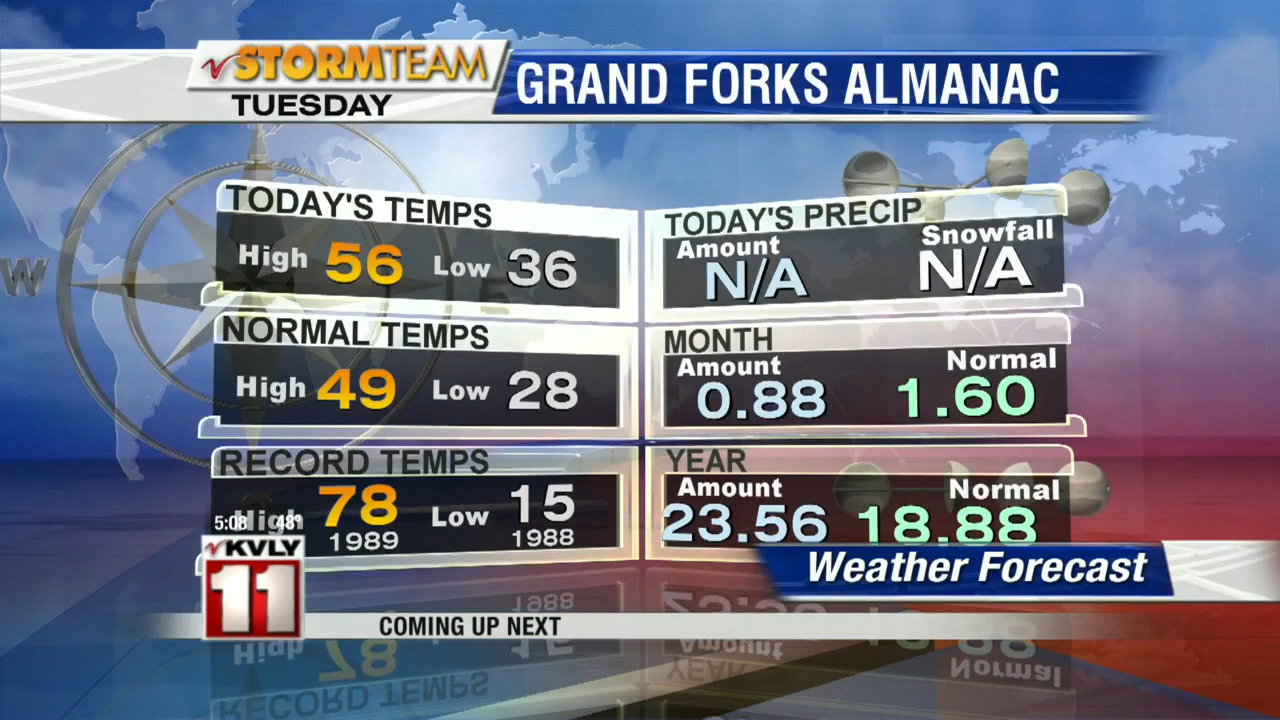 STORMTEAM
TUESDAY
GRAND FORKS ALMANAC
W
TODAY'S TEMPS
High 56 Low 36
NORMAL TEMPS
High 49 Low 28
RECORD TEMPS
High 78 Low 15
1989 1988
TODAY'S PRECIP
Amount Snowfall
N/A N/A
MONTH
Amount Normal
0.88 1.60
YEAR
Amount Normal
23.56 18.88
5:08 48°
KVLY
11
Weather Forecast
COMING UP NEXT